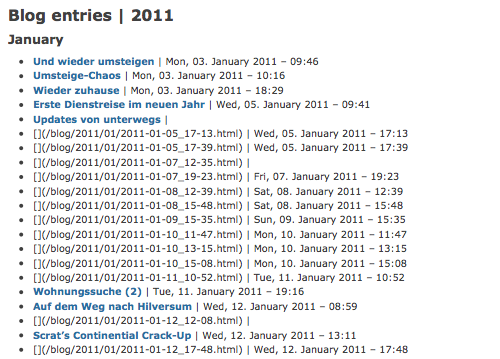 Blog entries | 2011
January
• Und wieder umsteigen | Mon, 03. January 2011 – 09:46
• Umsteige-Chaos | Mon, 03. January 2011 – 10:16
• Wieder zuhause | Mon, 03. January 2011 – 18:29
• Erste Dienstreise im neuen Jahr | Wed, 05. January 2011 – 09:41
• Updates von unterwegs |
• [](/blog/2011/01/2011-01-05_17-13.html) | Wed, 05. January 2011 – 17:13
• [](/blog/2011/01/2011-01-05_17-39.html) | Wed, 05. January 2011 – 17:39
• [](/blog/2011/01/2011-01-07_12-35.html) |
• [](/blog/2011/01/2011-01-07_19-23.html) | Fri, 07. January 2011 – 19:23
• [](/blog/2011/01/2011-01-08_12-39.html) | Sat, 08. January 2011 – 12:39
• [](/blog/2011/01/2011-01-08_15-48.html) | Sat, 08. January 2011 – 15:48
• [](/blog/2011/01/2011-01-09_15-35.html) | Sun, 09. January 2011 – 15:35
• [](/blog/2011/01/2011-01-10_11-47.html) | Mon, 10. January 2011 – 11:47
• [](/blog/2011/01/2011-01-10_13-15.html) | Mon, 10. January 2011 – 13:15
• [](/blog/2011/01/2011-01-10_15-08.html) | Mon, 10. January 2011 – 15:08
• [](/blog/2011/01/2011-01-11_10-52.html) | Tue, 11. January 2011 – 10:52
• Wohnungssuche (2) | Tue, 11. January 2011 – 19:16
• Auf dem Weg nach Hilversum | Wed, 12. January 2011 – 08:59
• [](/blog/2011/01/2011-01-12_12-08.html) |
• Scrat’s Continential Crack-Up | Wed, 12. January 2011 – 13:11
• [](/blog/2011/01/2011-01-12_17-48.html) | Wed, 12. January 2011 – 17:48